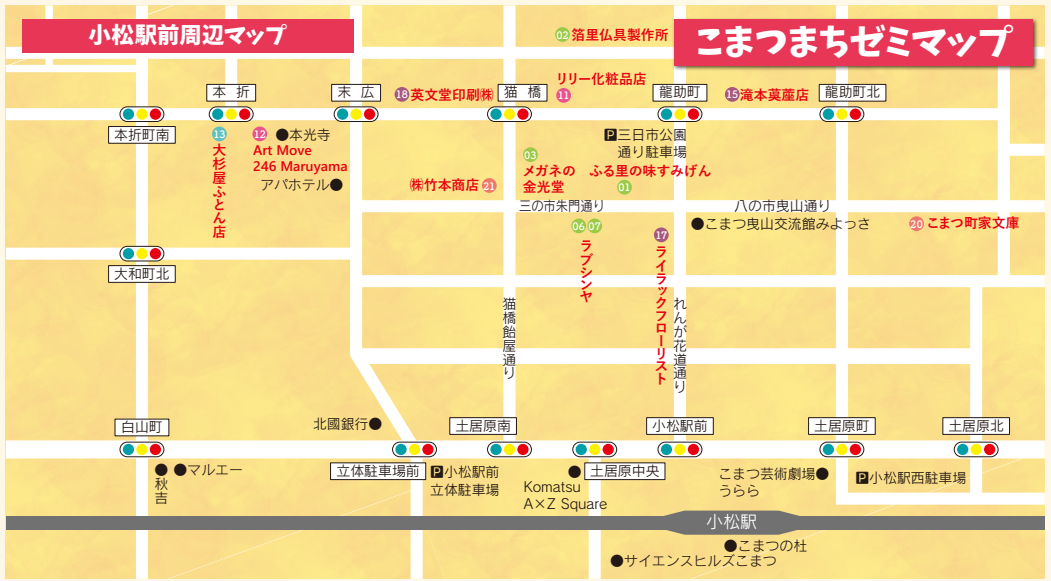 小松駅前周辺マップ
こまつまちゼミマップ
02 箔里仏具製作所
リリー化粧品店
11
本 折
末 広
18 英文堂印刷㈱
猫 橋
龍助町
15 滝本茣蓙店
龍助町北
本折町南
13
大杉屋ふとん店
12
●本光寺
Art Move
246 Maruyama
アパホテル●
P三日市公園
通り駐車場
03
メガネの
金光堂
ふる里の味すみげん
01
㈱竹本商店 21
三の市朱門通り
八の市曳山通り
●こまつ曳山交流館みよっさ
20 こまつ町家文庫
06 07
ラブシンヤ
17
ライラックフローリスト
大和町北
猫橋飴屋通り
れんが花道通り
白山町
北國銀行●
土居原南
小松駅前
土居原町
土居原北
●秋吉
●マルエー
立体駐車場前
P小松駅前
立体駐車場
●
Komatsu
A×Z Square
土居原中央
こまつ芸術劇場●
うらら
P小松駅西駐車場
小松駅
●こまつの杜
●サイエンスヒルズこまつ